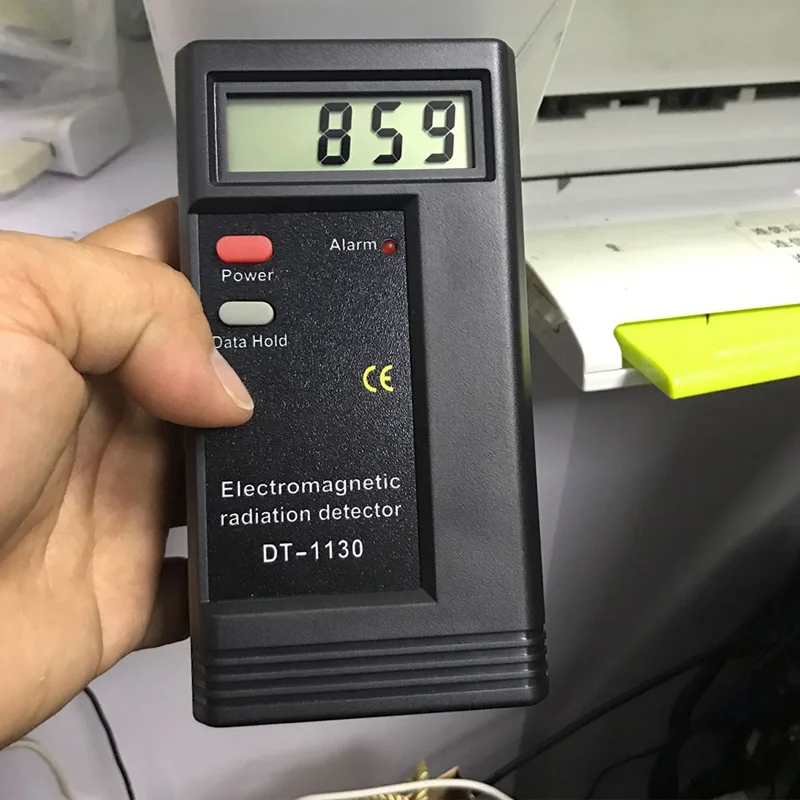 859
Alarm
Power
Data Hold
CE
Electromagnetic
radiation detector
DT-1130